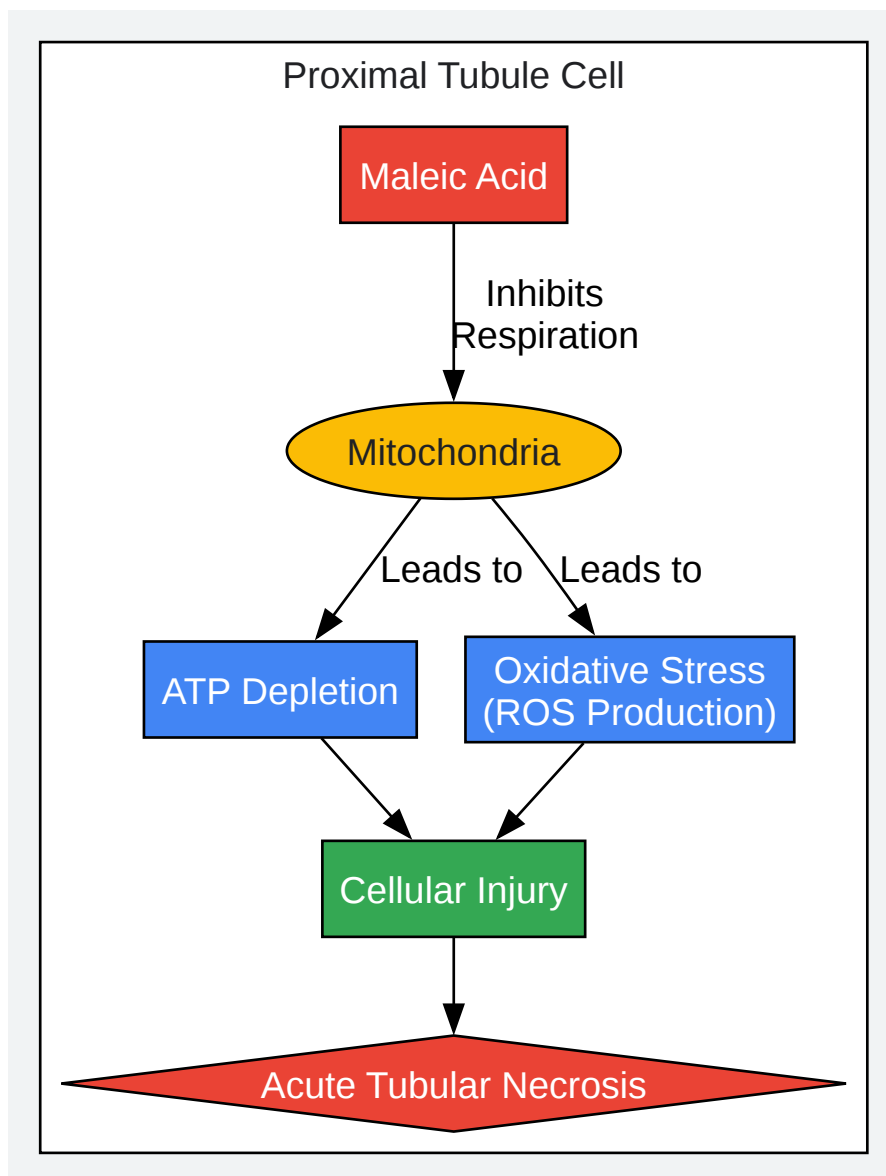 Proximal Tubule Cell
Maleic Acid
Inhibits
Respiration
Mitochondria
Leads to
Leads to
ATP Depletion
Oxidative Stress
(ROS Production)
Cellular Injury
Acute Tubular Necrosis